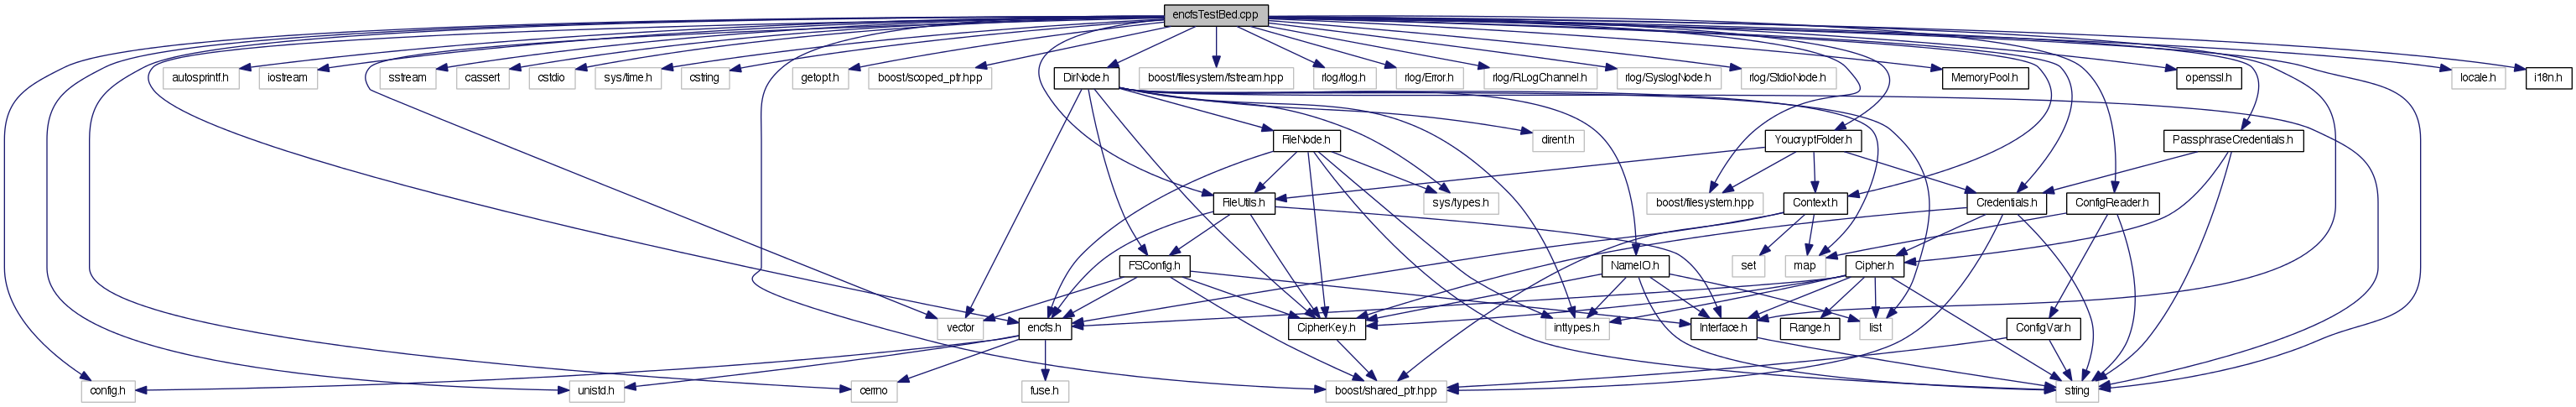 encfsTestBed.cpp
autosprintf.h
iostream
sstream
cassert
cstdio
sys/time.h
cstring
getopt.h
boost/scoped_ptr.hpp
DirNode.h
boost/filesystem/fstream.hpp
rlog/rlog.h
rlog/Error.h
rlog/RLogChannel.h
rlog/SyslogNode.h
rlog/StdioNode.h
MemoryPool.h
openssl.h
locale.h
i18n.h
FileNode.h
dirent.h
YoucryptFolder.h
PassphraseCredentials.h
FileUtils.h
sys/types.h
boost/filesystem.hpp
Context.h
Credentials.h
ConfigReader.h
FSConfig.h
NameIO.h
set
map
Cipher.h
vector
encfs.h
CipherKey.h
inttypes.h
Interface.h
Range.h
list
ConfigVar.h
config.h
unistd.h
cerrno
fuse.h
boost/shared_ptr.hpp
string